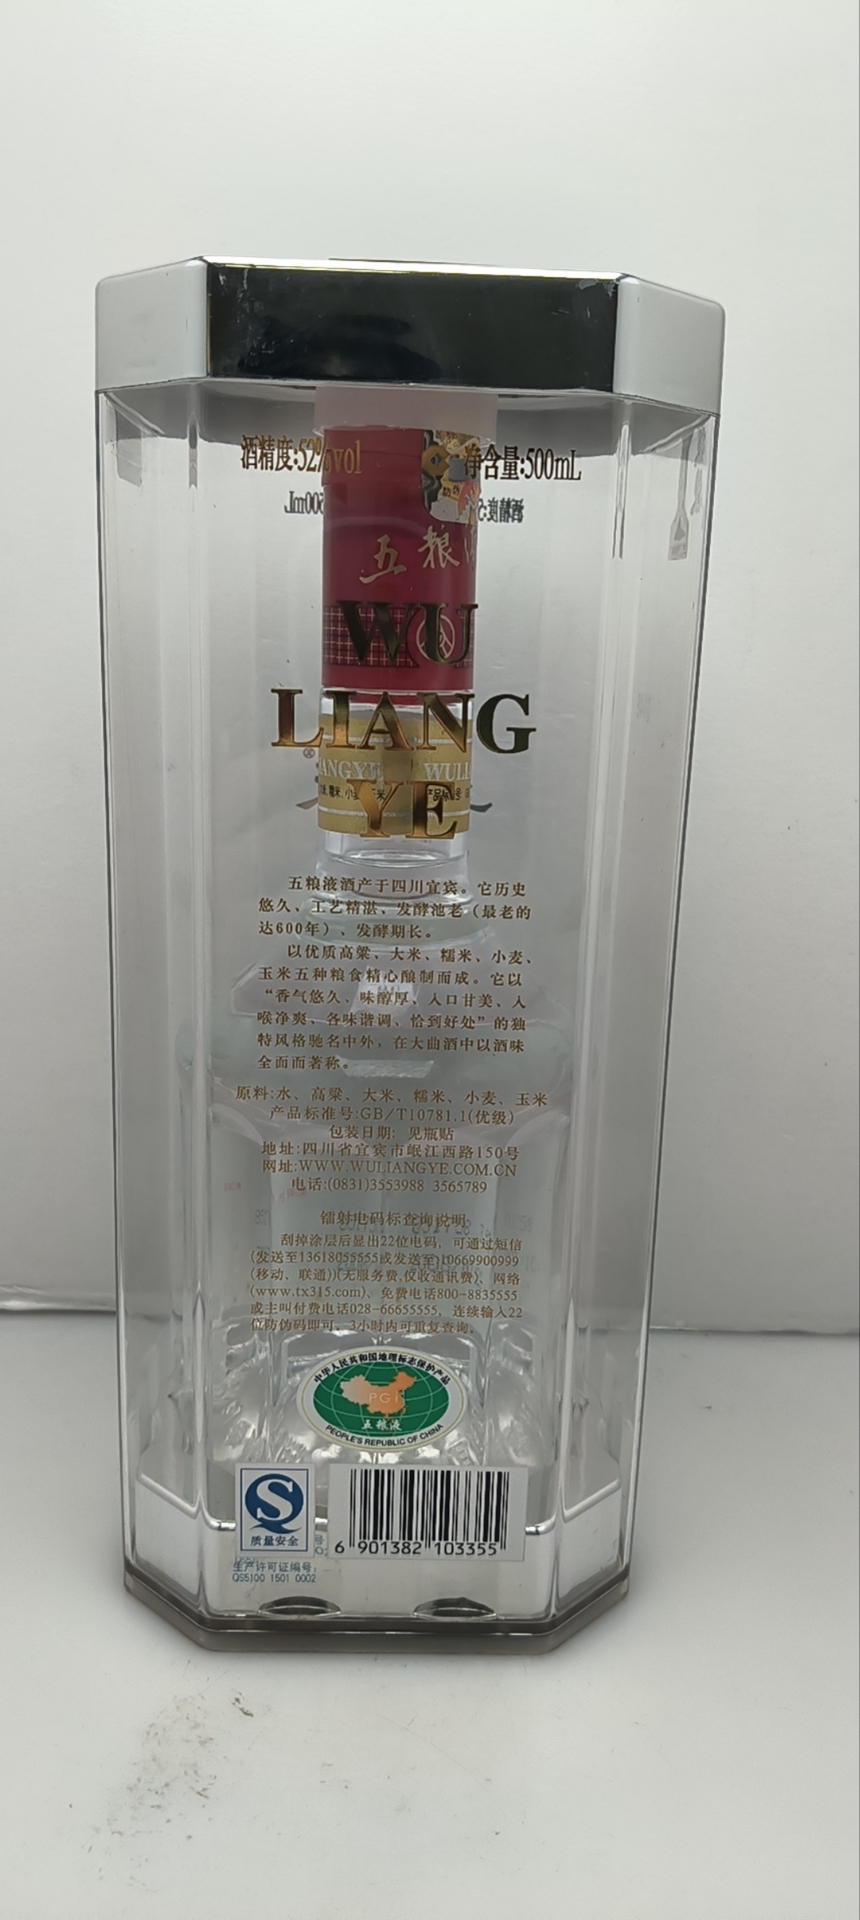 酒精度:52%vol 净含量:500mL
五粮
WU
LIANG
®
ANGYE WULI
YE
五粮液酒产于四川宜宾。它历史
悠久、工艺精湛、发酵池老（最老的
达600年）、发酵期长。
以优质高粱、大米、糯米、小麦、
玉米五种粮食精心酿制而成。它以
“香气悠久、味醇厚、入口甘美、入
喉净爽、各味谐调、恰到好处”的独
特风格驰名中外，在大曲酒中以酒味
全面而著称。
原料:水、高粱、大米、糯米、小麦、玉米
产品标准号:GB/T10781.1(优级)
包装日期: 见瓶贴
地址:四川省宜宾市岷江西路150号
网址:WWW.WULIANGYE.COM.CN
电话:(0831)3553988 3565789
镭射电码标查询说明
刮掉涂层后显出22位电码，可通过短信
(发送至13618055555或发送至:10669900999
(移动、联通))(无服务费,仅收通讯费)、网络
(www.tx315.com)、免费电话800-8835555
或主叫付费电话028-66655555，连续输入22
位防伪码即可。3小时内可重复查询。
中华人民共和国地理标志保护产品
PGI
五粮液
PEOPLE'S REPUBLIC OF CHINA
质量安全
6 901382 103355
生产许可证编号:
QS5100 1501 0002